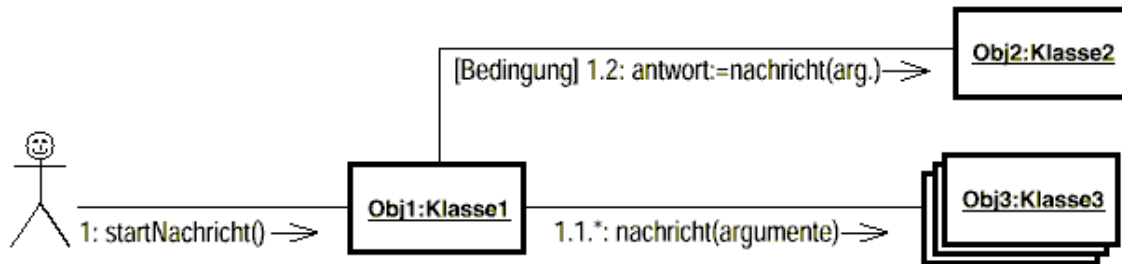 Obj2:Klasse2
[Bedingung] 1.2: antwort:=nachricht(arg.)
Obj1:Klasse1
Obj3:Klasse3
1: startNachricht()
1.1.*: nachricht(argumente)